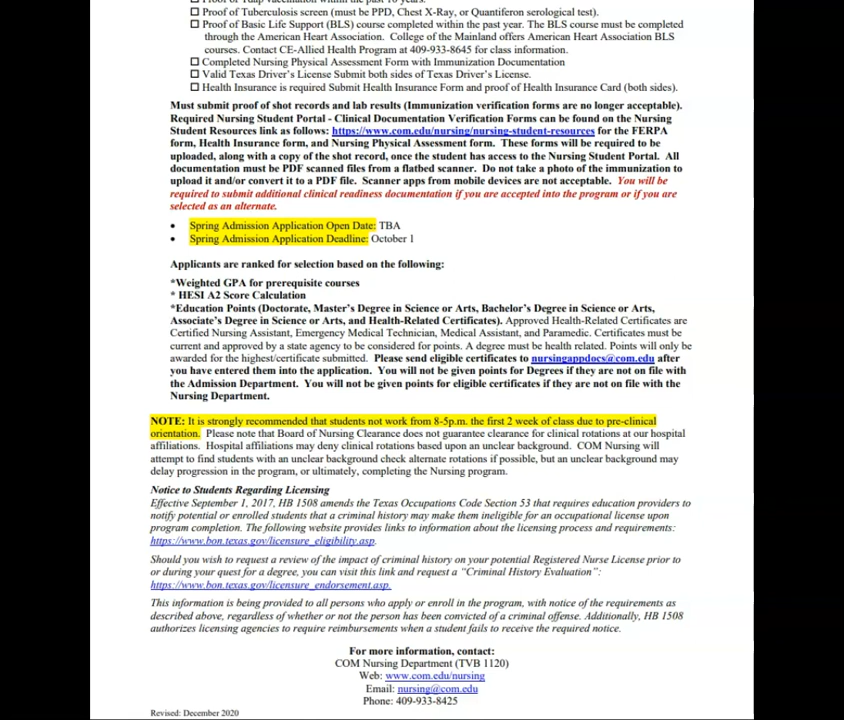 ☐ Proof of Tuberculosis screen (must be PPD, Chest X-Ray, or Quantiferon serological test).
☐ Proof of Basic Life Support (BLS) course completed within the past year. The BLS course must be completed
through the American Heart Association. College of the Mainland offers American Heart Association BLS
courses. Contact CE-Allied Health Program at 409-933-8645 for class information.
☐ Completed Nursing Physical Assessment Form with Immunization Documentation
☐ Valid Texas Driver's License Submit both sides of Texas Driver's License.
☐ Health Insurance is required Submit Health Insurance Form and proof of Health Insurance Card (both sides).
Must submit proof of shot records and lab results (Immunization verification forms are no longer acceptable).
Required Nursing Student Portal - Clinical Documentation Verification Forms can be found on the Nursing
Student Resources link as follows: https://www.com.edu/nursing/nursing-student-resources for the FERPA
form, Health Insurance form, and Nursing Physical Assessment form. These forms will be required to be
uploaded, along with a copy of the shot record, once the student has access to the Nursing Student Portal. All
documentation must be PDF scanned files from a flatbed scanner. Do not take a photo of the immunization to
upload it and/or convert it to a PDF file. Scanner apps from mobile devices are not acceptable. You will be
required to submit additional clinical readiness documentation if you are accepted into the program or if you are
selected as an alternate.
• Spring Admission Application Open Date: TBA
• Spring Admission Application Deadline: October 1
Applicants are ranked for selection based on the following:
*Weighted GPA for prerequisite courses
* HESI A2 Score Calculation
*Education Points (Doctorate, Master's Degree in Science or Arts, Bachelor's Degree in Science or Arts,
Associate's Degree in Science or Arts, and Health-Related Certificates). Approved Health-Related Certificates are
Certified Nursing Assistant, Emergency Medical Technician, Medical Assistant, and Paramedic. Certificates must be
current and approved by a state agency to be considered for points. A degree must be health related. Points will only be
awarded for the highest/certificate submitted. Please send eligible certificates to nursingappdocs@com.edu after
you have entered them into the application. You will not be given points for Degrees if they are not on file with
the Admission Department. You will not be given points for eligible certificates if they are not on file with the
Nursing Department.
NOTE: It is strongly recommended that students not work from 8-5p.m. the first 2 week of class due to pre-clinical
orientation. Please note that Board of Nursing Clearance does not guarantee clearance for clinical rotations at our hospital
affiliations. Hospital affiliations may deny clinical rotations based upon an unclear background. COM Nursing will
attempt to find students with an unclear background check alternate rotations if possible, but an unclear background may
delay progression in the program, or ultimately, completing the Nursing program.
Notice to Students Regarding Licensing
Effective September 1, 2017, HB 1508 amends the Texas Occupations Code Section 53 that requires education providers to
notify potential or enrolled students that a criminal history may make them ineligible for an occupational license upon
program completion. The following website provides links to information about the licensing process and requirements:
https://www.bon.texas.gov/licensure_eligibility.asp.
Should you wish to request a review of the impact of criminal history on your potential Registered Nurse License prior to
or during your quest for a degree, you can visit this link and request a "Criminal History Evaluation":
https://www.bon.texas.gov/licensure_endorsement.asp.
This information is being provided to all persons who apply or enroll in the program, with notice of the requirements as
described above, regardless of whether or not the person has been convicted of a criminal offense. Additionally, HB 1508
authorizes licensing agencies to require reimbursements when a student fails to receive the required notice.
For more information, contact:
COM Nursing Department (TVB 1120)
Web: www.com.edu/nursing
Email: nursing@com.edu
Phone: 409-933-8425
Revised: December 2020